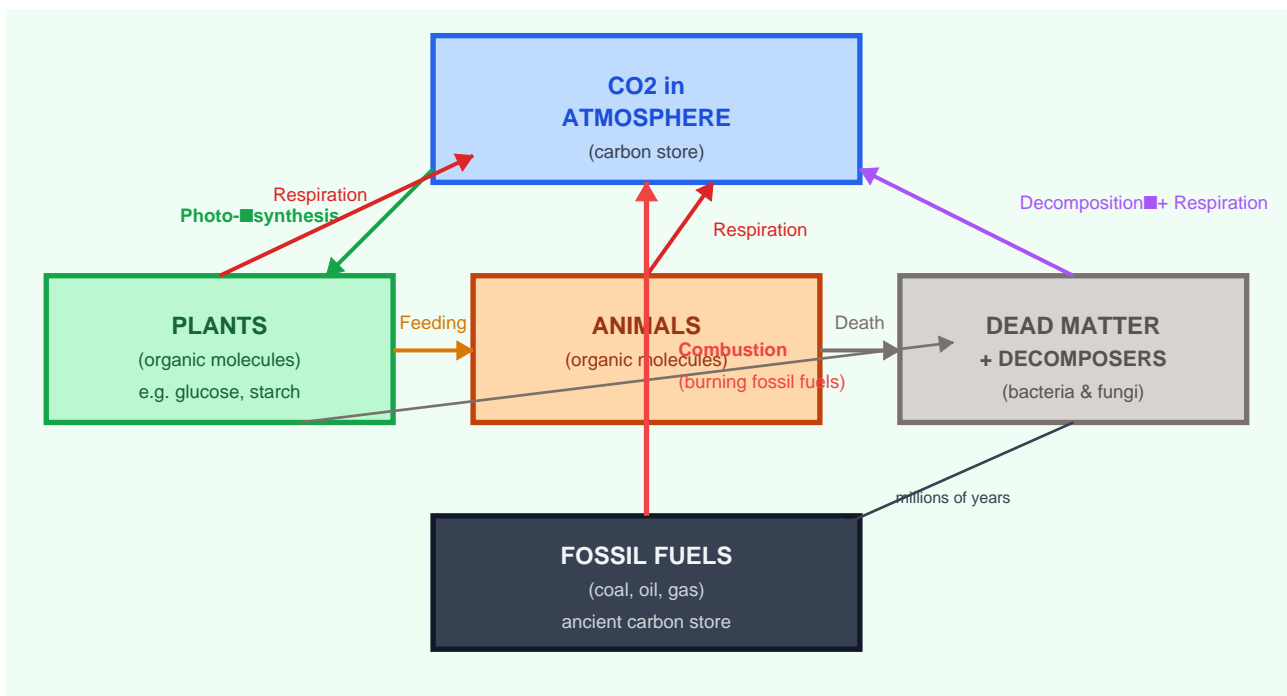 CO2 in
ATMOSPHERE
(carbon store)
Respiration
Photo-■synthesis
Decomposition■+ Respiration
Respiration
PLANTS
(organic molecules)
e.g. glucose, starch
Feeding
ANIMALS
(organic molecules)
Combustion
(burning fossil fuels)
Death
DEAD MATTER
+ DECOMPOSERS
(bacteria & fungi)
millions of years
FOSSIL FUELS
(coal, oil, gas)
ancient carbon store